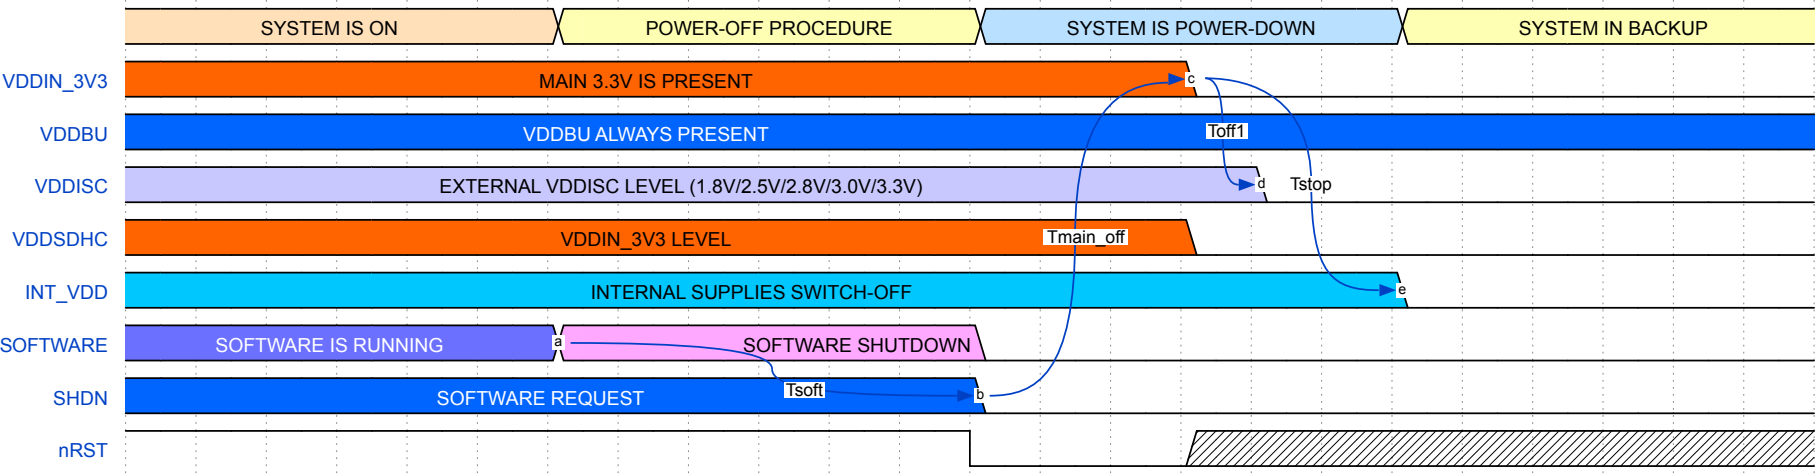 SYSTEM IS ON POWER-OFF PROCEDURE SYSTEM IS POWER-DOWN SYSTEM IN BACKUP
VDDIN_3V3 MAIN 3.3V IS PRESENT c
VDDBU VDDBU ALWAYS PRESENT Toff1
VDDISC EXTERNAL VDDISC LEVEL (1.8V/2.5V/2.8V/3.0V/3.3V) d Tstop
VDDSDHC VDDIN_3V3 LEVEL Tmain_off
INT_VDD INTERNAL SUPPLIES SWITCH-OFF e
SOFTWARE SOFTWARE IS RUNNING a SOFTWARE SHUTDOWN
SHDN SOFTWARE REQUEST Tsoft b
nRST